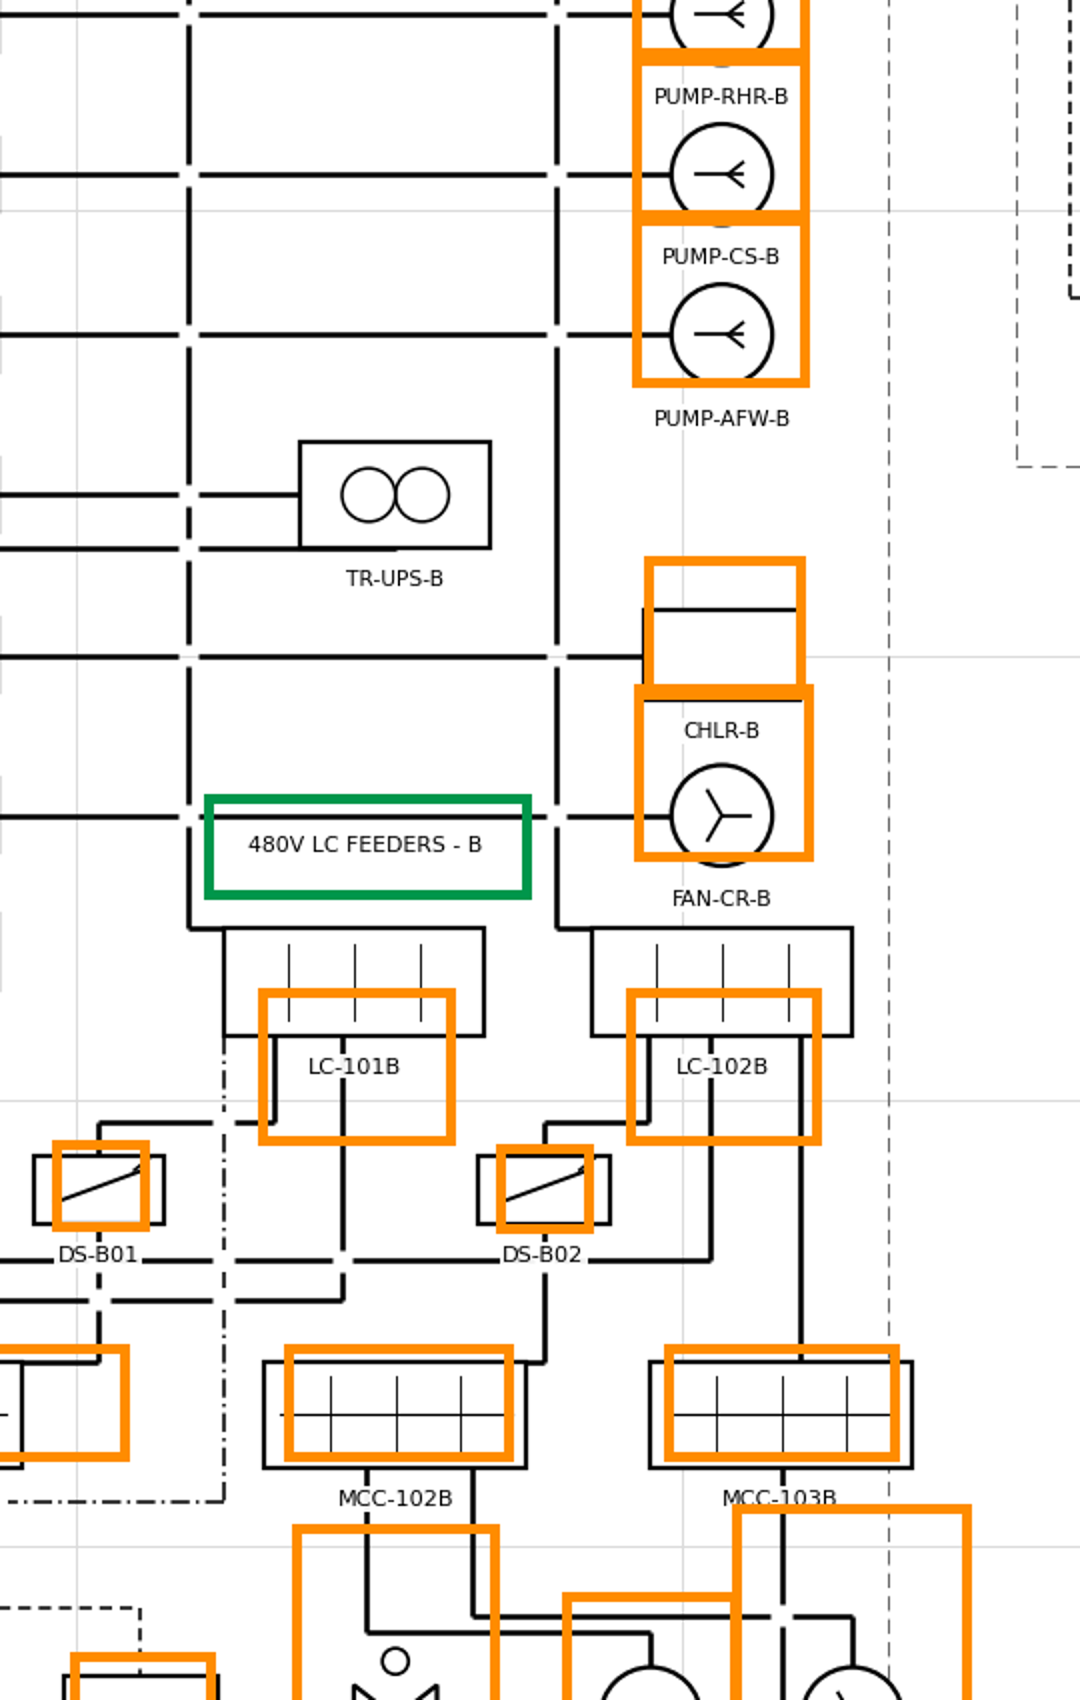 PUMP-RHR-B
PUMP-CS-B
PUMP-AFW-B
TR-UPS-B
CHLR-B
480V LC FEEDERS - B
FAN-CR-B
LC-101B
LC-102B
DS-B01
DS-B02
MCC-102B
MCC-103B